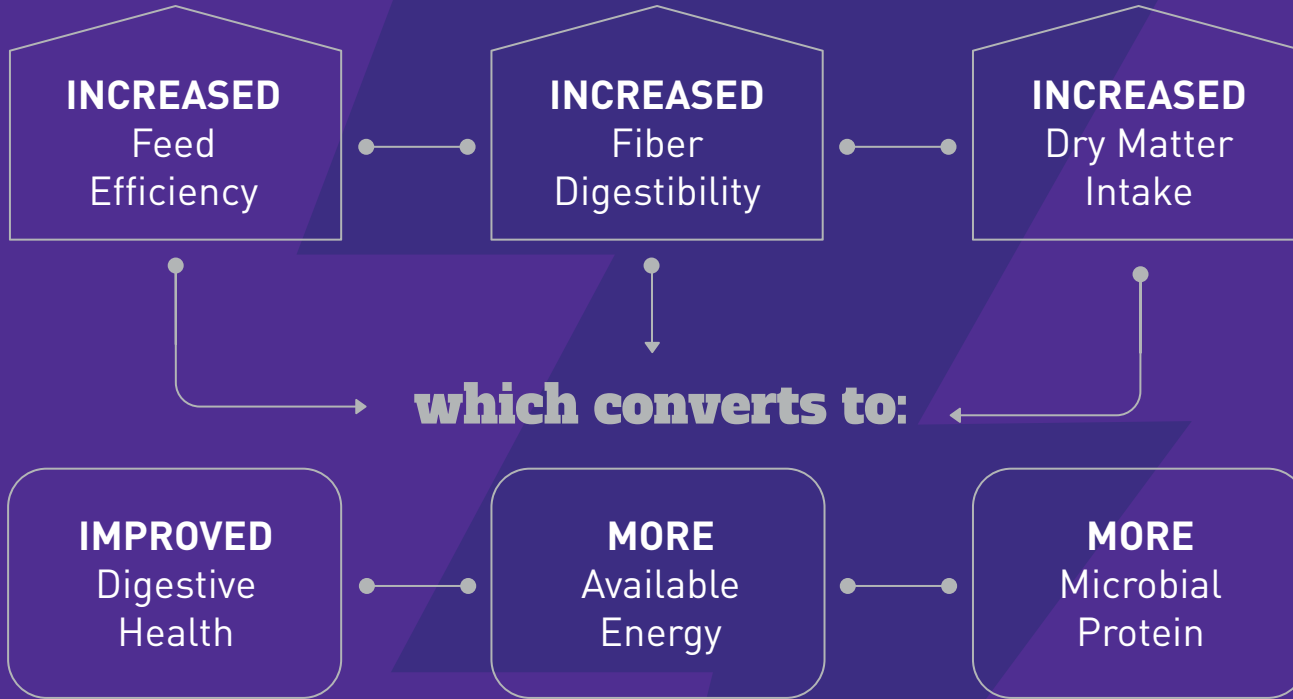 INCREASED
Feed
Efficiency
INCREASED
Fiber
Digestibility
INCREASED
Dry Matter
Intake
which converts to:
IMPROVED
Digestive
Health
MORE
Available
Energy
MORE
Microbial
Protein